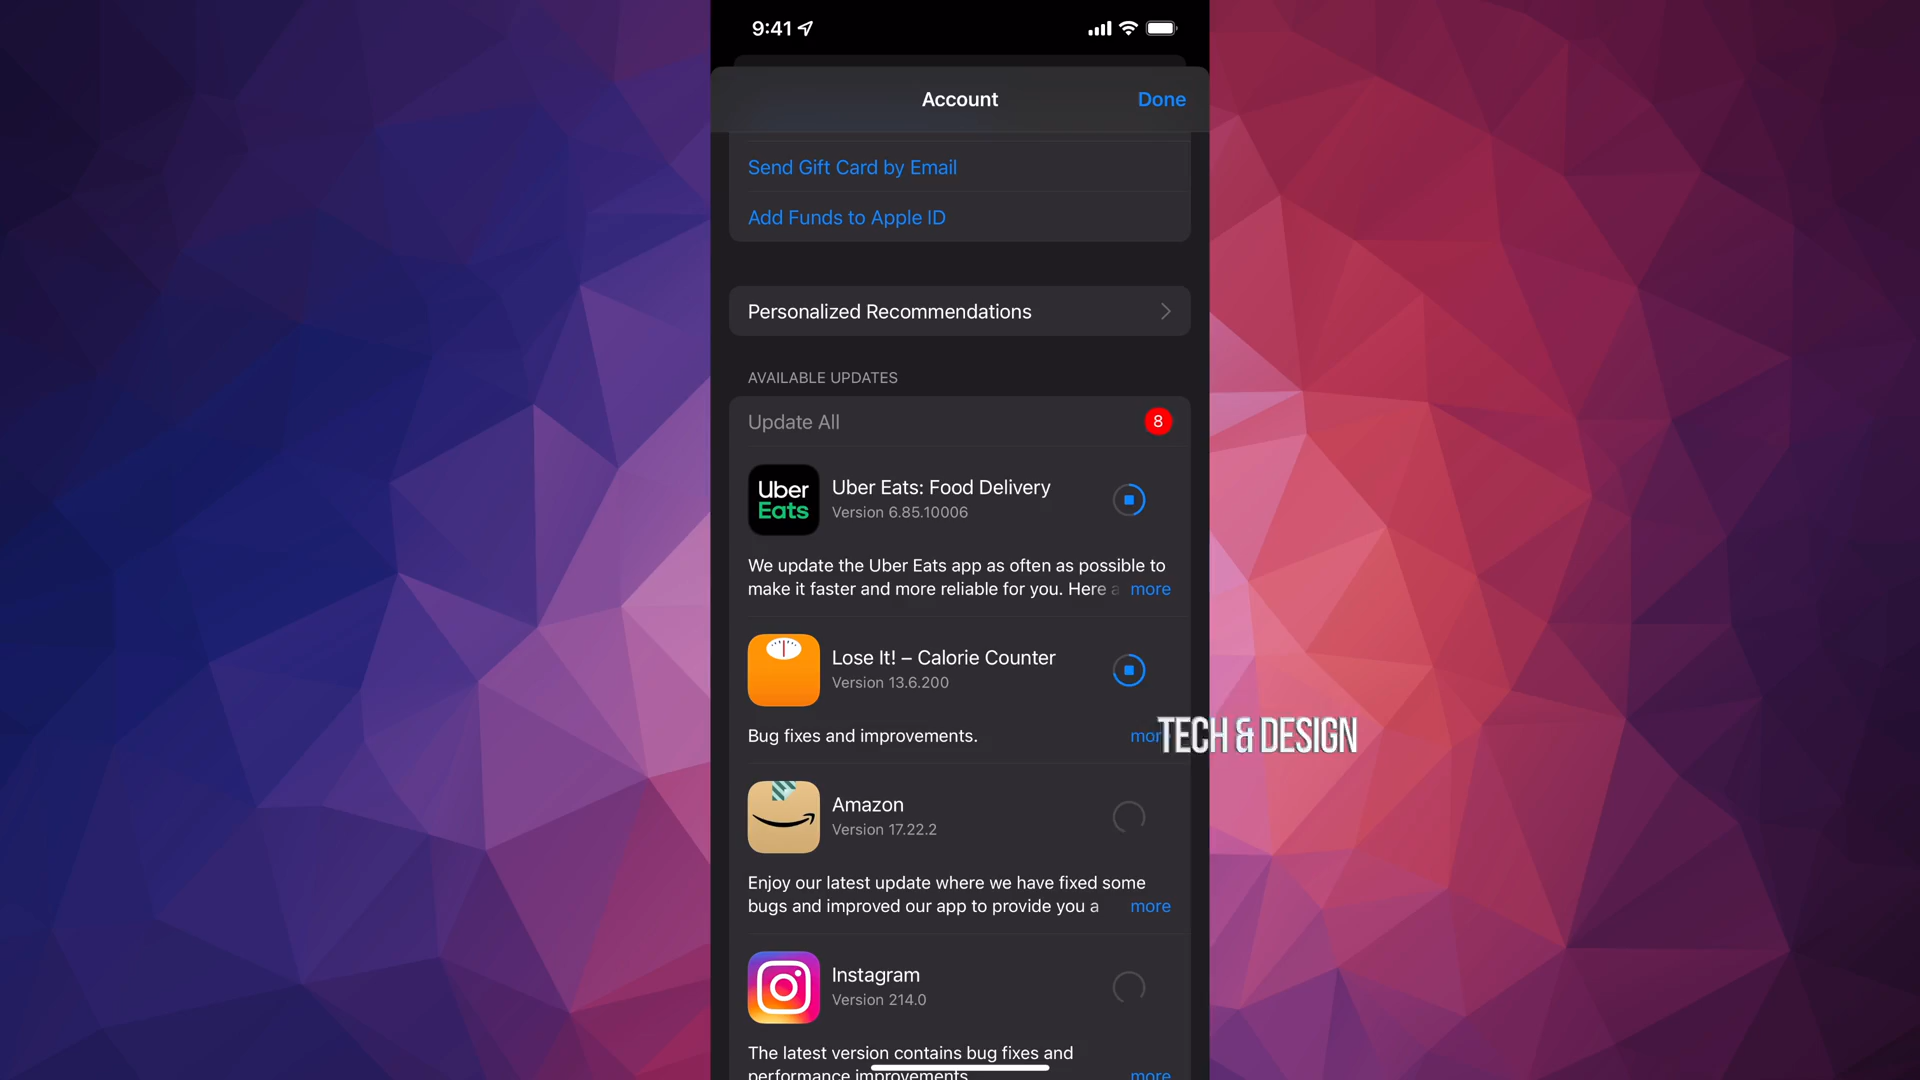 9:41
Account
Done
Send Gift Card by Email
Add Funds to Apple ID
Personalized Recommendations
AVAILABLE UPDATES
Update All
8
Uber
Eats
Uber Eats: Food Delivery
Version 6.85.10006
We update the Uber Eats app as often as possible to
make it faster and more reliable for you. Here a more
Lose It! – Calorie Counter
Version 13.6.200
Bug fixes and improvements.
more
TECH & DESIGN
Amazon
Version 17.22.2
Enjoy our latest update where we have fixed some
bugs and improved our app to provide you a more
Instagram
Version 214.0
The latest version contains bug fixes and
performance improvements. more